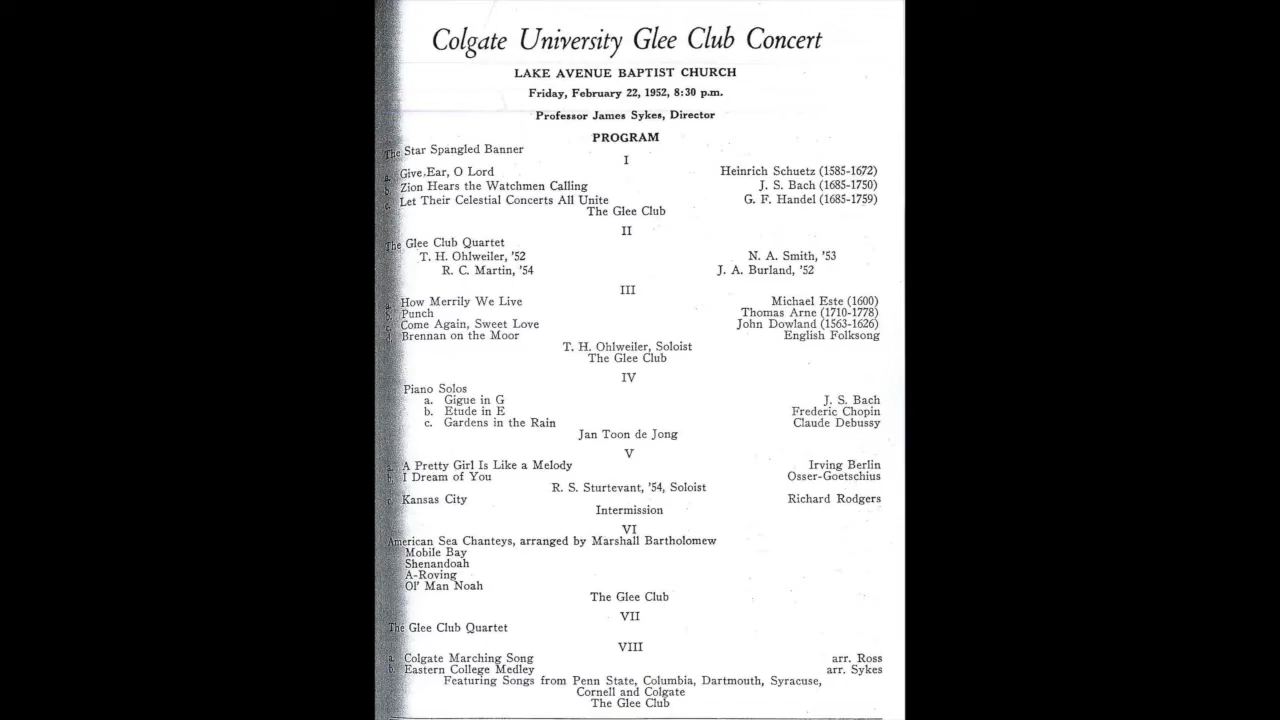 Colgate University Glee Club Concert
LAKE AVENUE BAPTIST CHURCH
Friday, February 22, 1952, 8:30 p.m.
Professor James Sykes, Director
PROGRAM
The Star Spangled Banner
I
a. Give Ear, O Lord Heinrich Schuetz (1585-1672)
b. Zion Hears the Watchmen Calling J. S. Bach (1685-1750)
c. Let Their Celestial Concerts All Unite G. F. Handel (1685-1759)
The Glee Club
II
The Glee Club Quartet
T. H. Ohlweiler, '52 N. A. Smith, '53
R. C. Martin, '54 J. A. Burland, '52
III
a. How Merrily We Live Michael Este (1600)
b. Punch Thomas Arne (1710-1778)
c. Come Again, Sweet Love John Dowland (1563-1626)
d. Brennan on the Moor English Folksong
T. H. Ohlweiler, Soloist
The Glee Club
IV
Piano Solos
a. Gigue in G J. S. Bach
b. Etude in E Frederic Chopin
c. Gardens in the Rain Claude Debussy
Jan Toon de Jong
V
a. A Pretty Girl Is Like a Melody Irving Berlin
b. I Dream of You Osser-Goetschius
R. S. Sturtevant, '54, Soloist
c. Kansas City Richard Rodgers
Intermission
VI
American Sea Chanteys, arranged by Marshall Bartholomew
Mobile Bay
Shenandoah
A-Roving
Ol' Man Noah
The Glee Club
VII
The Glee Club Quartet
VIII
a. Colgate Marching Song arr. Ross
b. Eastern College Medley arr. Sykes
Featuring Songs from Penn State, Columbia, Dartmouth, Syracuse,
Cornell and Colgate
The Glee Club